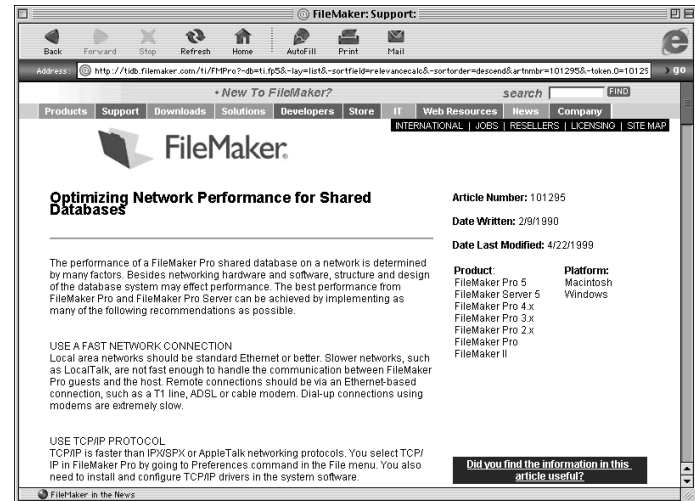 FileMaker: Support:
Back Forward Stop Refresh Home AutoFill Print Mail
Address: http://tidb.filemaker.com/ti/FMPro?-db=ti.fp5&-lay=list&-sortfield=relevancecalc&-sortorder=descend&artnmbr=101295&-token.0=10129 go
• New To FileMaker? search FIND
Products Support Downloads Solutions Developers Store IT Web Resources News Company
INTERNATIONAL | JOBS | RESELLERS | LICENSING | SITE MAP
FileMaker.
Optimizing Network Performance for Shared
Databases
The performance of a FileMaker Pro shared database on a network is determined
by many factors. Besides networking hardware and software, structure and design
of the database system may effect performance. The best performance from
FileMaker Pro and FileMaker Pro Server can be achieved by implementing as
many of the following recommendations as possible.
USE A FAST NETWORK CONNECTION
Local area networks should be standard Ethernet or better. Slower networks, such
as LocalTalk, are not fast enough to handle the communication between FileMaker
Pro guests and the host. Remote connections should be via an Ethernet-based
connection, such as a T1 line, ADSL or cable modem. Dial-up connections using
modems are extremely slow.
USE TCP/IP PROTOCOL
TCP/IP is faster than IPX/SPX or AppleTalk networking protocols. You select TCP/
IP in FileMaker Pro by going to Preferences command in the File menu. You also
need to install and configure TCP/IP drivers in the system software.
Article Number: 101295
Date Written: 2/9/1990
Date Last Modified: 4/22/1999
Product: Platform:
FileMaker Pro 5 Macintosh
FileMaker Server 5 Windows
FileMaker Pro 4.x
FileMaker Pro 3.x
FileMaker Pro 2.x
FileMaker Pro
FileMaker II
Did you find the information in this
article useful?
FileMaker in the News